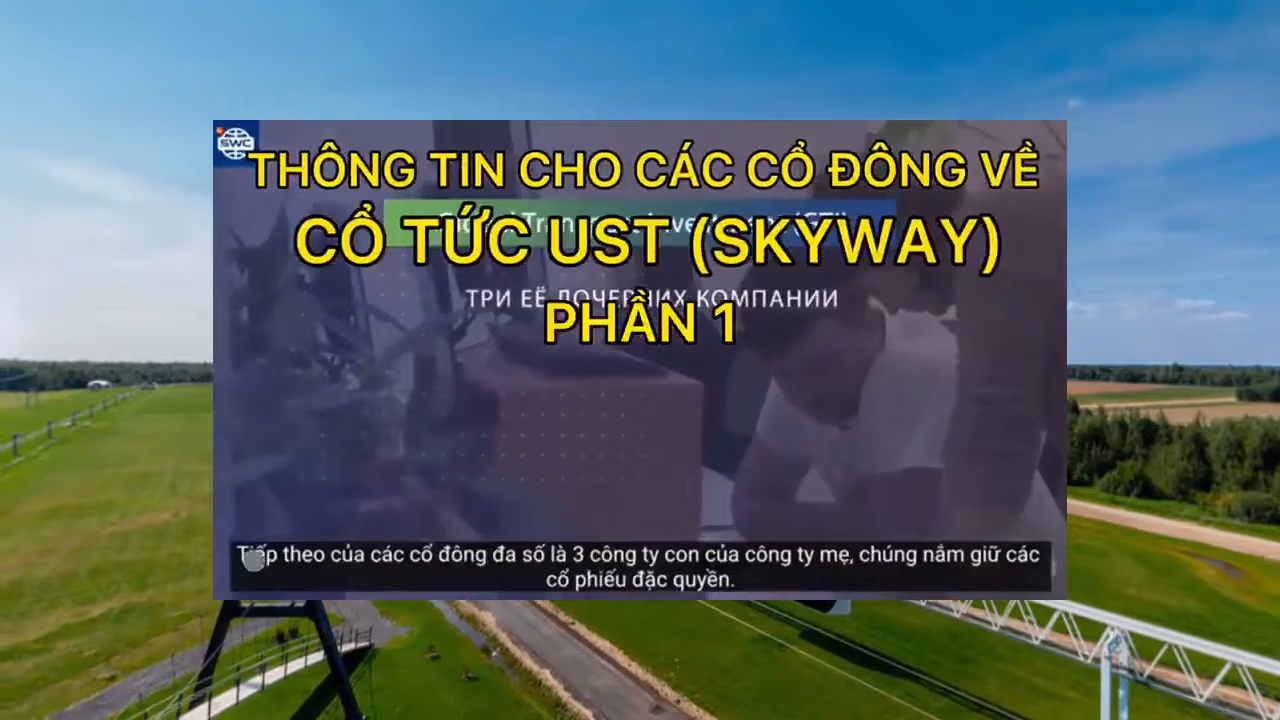 SWC
THÔNG TIN CHO CÁC CỔ ĐÔNG VỀ
CỔ TỨC UST (SKYWAY)
ТРИ ЕЁ ДОЧЕРНИХ КОМПАНИИ
PHẦN 1
Tiếp theo của các cổ đông đa số là 3 công ty con của công ty mẹ, chúng nắm giữ các
cổ phiếu đặc quyền.